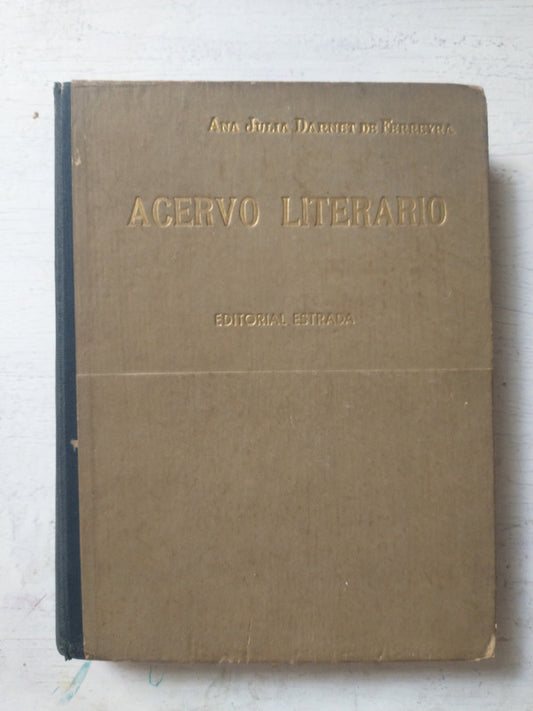 ANA JULIA DARNET DE FERREYRA
ACERVO LITERARIO
EDITORIAL ESTRADA